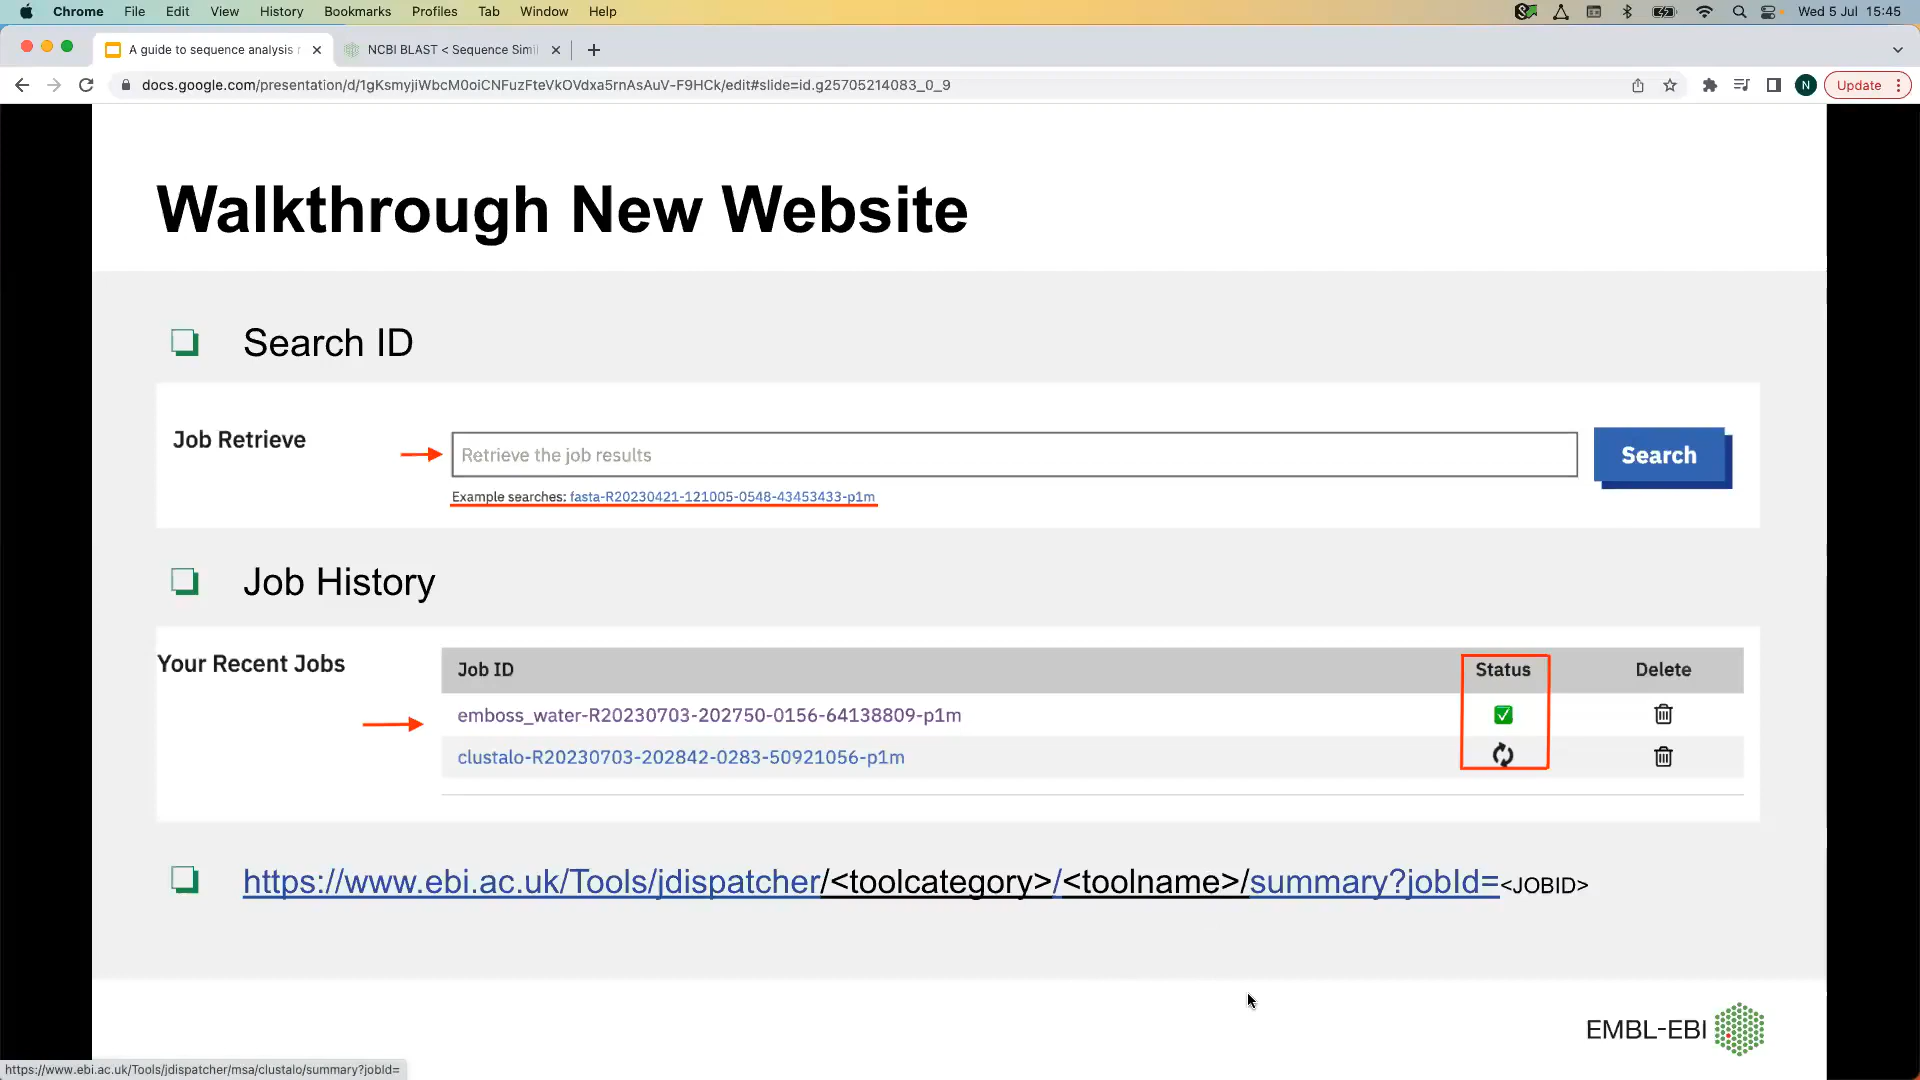 Chrome File Edit View History Bookmarks Profiles Tab Window Help Wed 5 Jul 15:45
A guide to sequence analysis NCBI BLAST < Sequence Simi
docs.google.com/presentation/d/1gKsmyjiWbcM0oiCNFuzFteVkOVdxa5rnAsAuV-F9HCk/edit#slide=id.g25705214083_0_9 N Update
Walkthrough New Website
Search ID
Job Retrieve
Retrieve the job results
Search
Example searches: fasta-R20230421-121005-0548-43453433-p1m
Job History
Your Recent Jobs
Job ID Status Delete
emboss_water-R20230703-202750-0156-64138809-p1m
clustalo-R20230703-202842-0283-50921056-p1m
https://www.ebi.ac.uk/Tools/jdispatcher/<toolcategory>/<toolname>/summary?jobId=<JOBID>
EMBL-EBI
https://www.ebi.ac.uk/Tools/jdispatcher/msa/clustalo/summary?jobId=